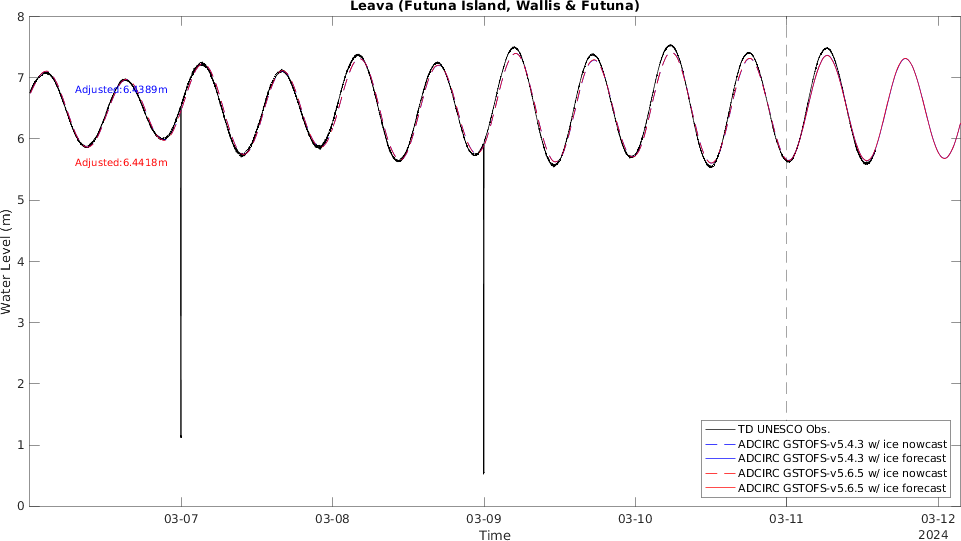 Leava (Futuna Island, Wallis & Futuna)
8
7
6
5
4
3
2
1
0
Water Level (m)
Adjusted:6.4389m
Adjusted:6.4418m
TD UNESCO Obs.
ADCIRC GSTOFS-v5.4.3 w/ ice nowcast
ADCIRC GSTOFS-v5.4.3 w/ ice forecast
ADCIRC GSTOFS-v5.6.5 w/ ice nowcast
ADCIRC GSTOFS-v5.6.5 w/ ice forecast
03-07 03-08 03-09 03-10 03-11 03-12
2024
Time